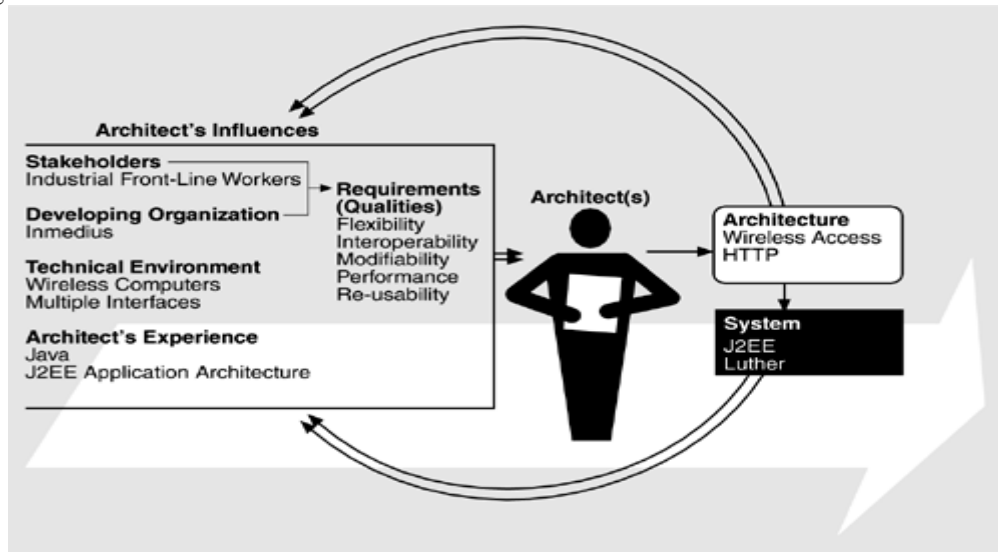 Architect's Influences
Stakeholders
Industrial Front-Line Workers
Developing Organization
Inmedius
Technical Environment
Wireless Computers
Multiple Interfaces
Architect's Experience
Java
J2EE Application Architecture
Requirements
(Qualities)
Flexibility
Interoperability
Modifiability
Performance
Re-usability
Architect(s)
Architecture
Wireless Access
HTTP
System
J2EE
Luther